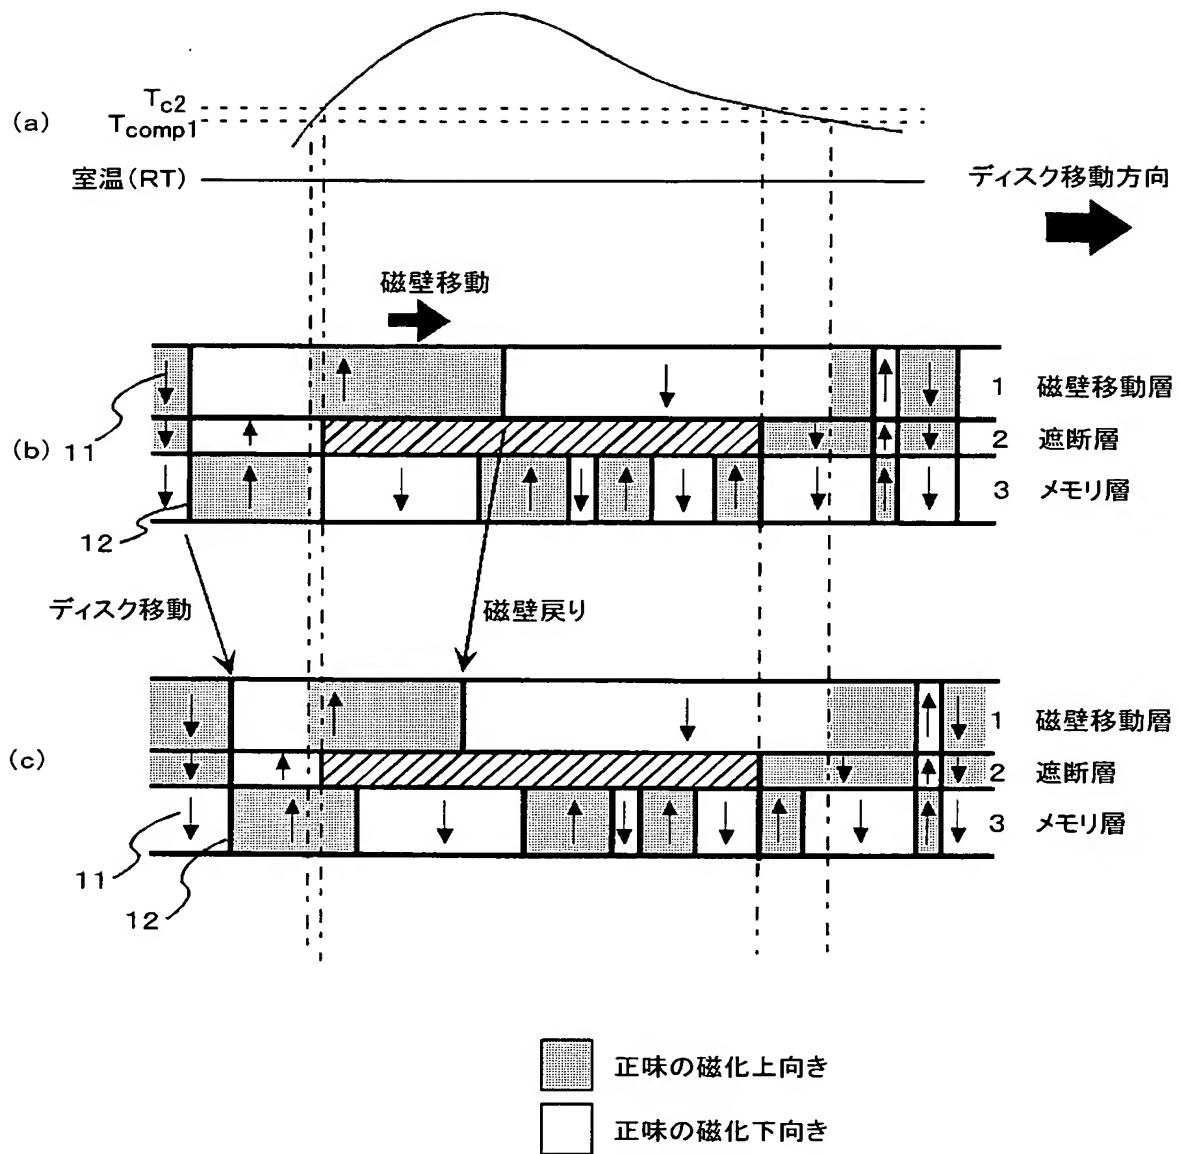 (a)
Tc2
Tcomp1
室温(RT)
ディスク移動方向
磁壁移動
(b)
11
12
1 磁壁移動層
2 遮断層
3 メモリ層
ディスク移動
磁壁戻り
(c)
1 磁壁移動層
2 遮断層
3 メモリ層
11
12
正味の磁化上向き
正味の磁化下向き